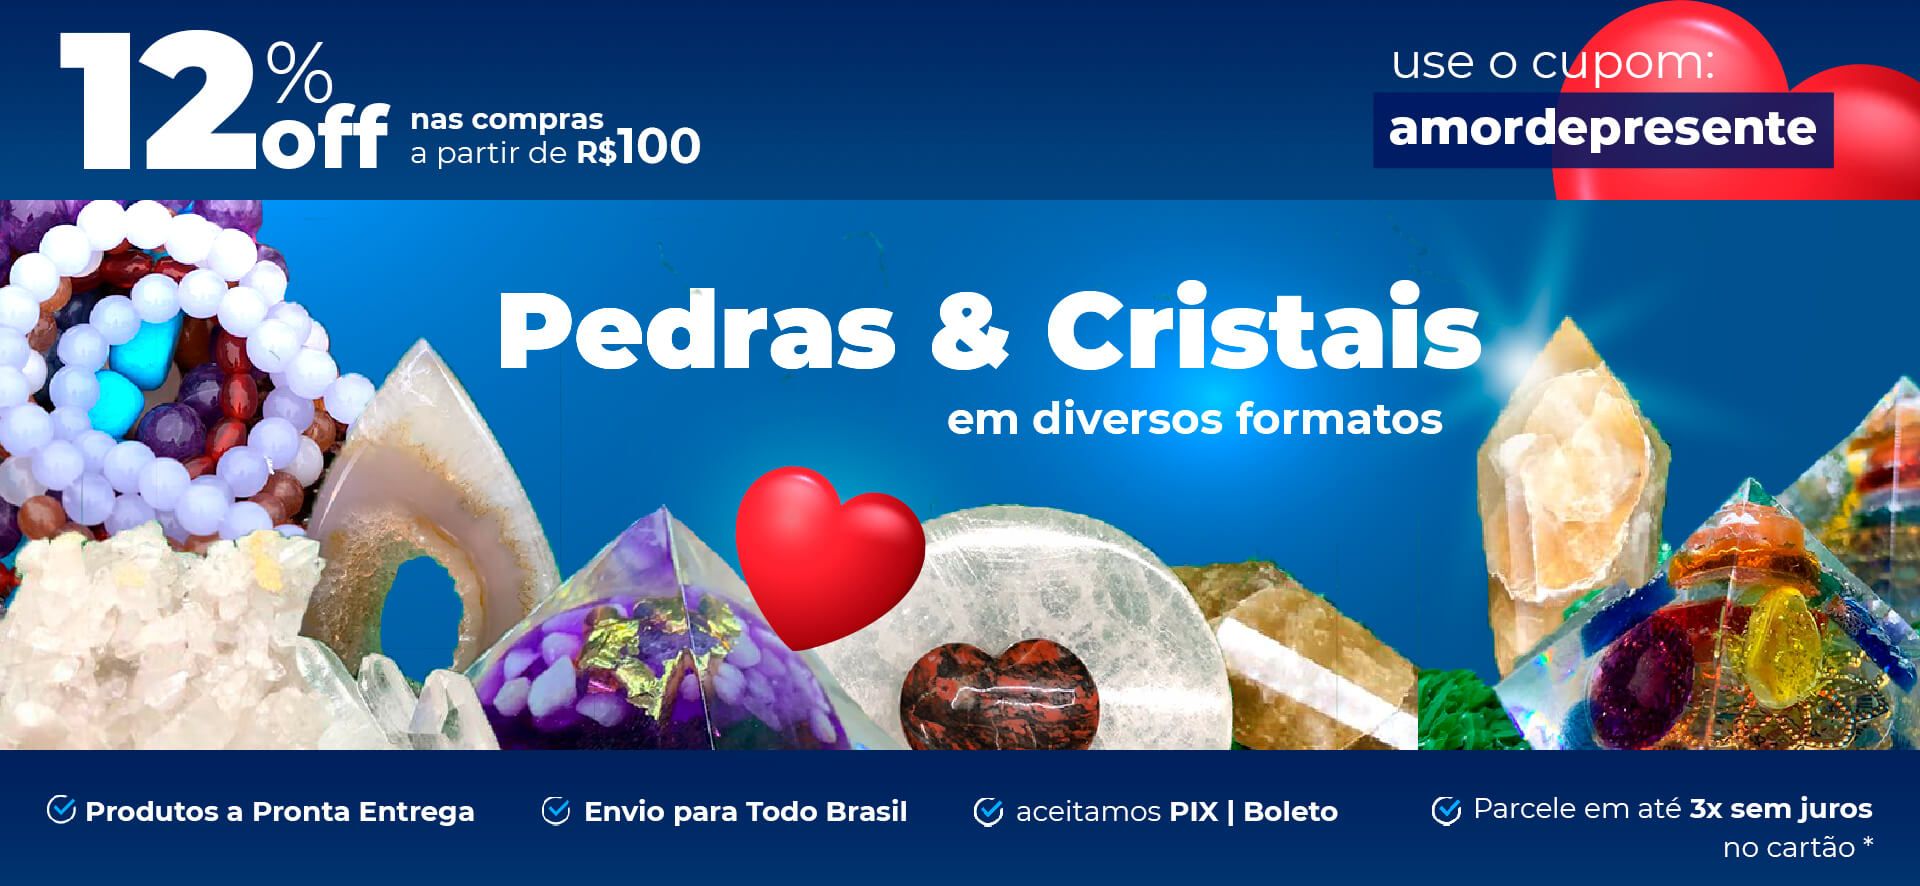 12% off
nas compras
a partir de R$100
use o cupom:
amordepresente
Pedras & Cristais
em diversos formatos
Produtos a Pronta Entrega
Envio para Todo Brasil
aceitamos PIX | Boleto
Parcele em até 3x sem juros
no cartão *